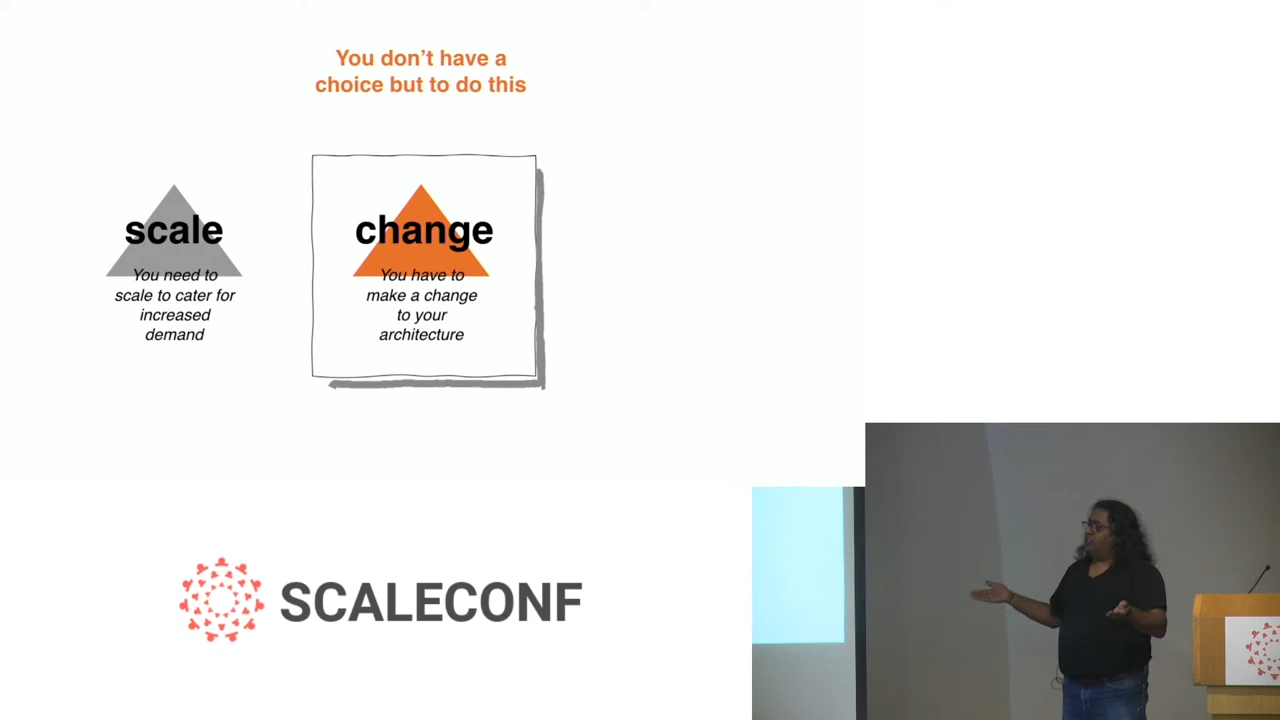 You don't have a
choice but to do this
scale
You need to
scale to cater for
increased
demand
change
You have to
make a change
to your
architecture
SCALECONF